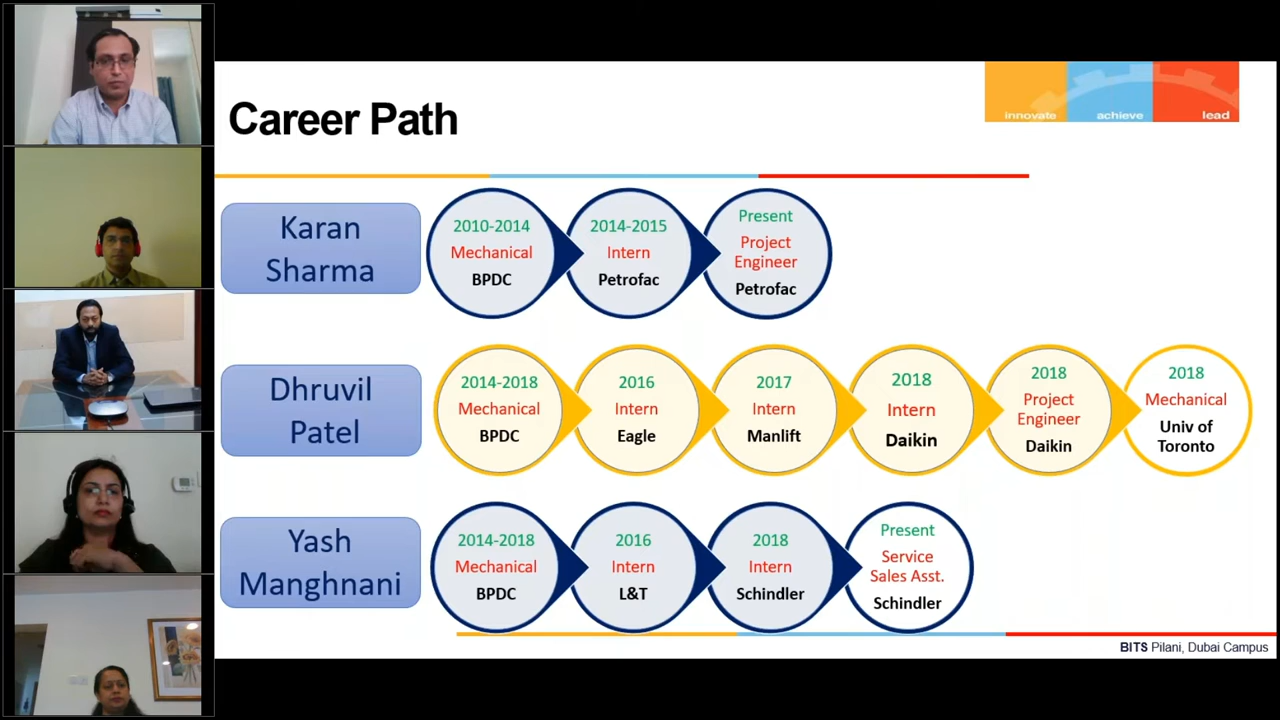 Career Path
innovate achieve lead
Karan
Sharma
2010-2014
Mechanical
BPDC
2014-2015
Intern
Petrofac
Present
Project
Engineer
Petrofac
Dhruvil
Patel
2014-2018
Mechanical
BPDC
2016
Intern
Eagle
2017
Intern
Manlift
2018
Intern
Daikin
2018
Project
Engineer
Daikin
2018
Mechanical
Univ of
Toronto
Yash
Manghnani
2014-2018
Mechanical
BPDC
2016
Intern
L&T
2018
Intern
Schindler
Present
Service
Sales Asst.
Schindler
BITS Pilani, Dubai Campus